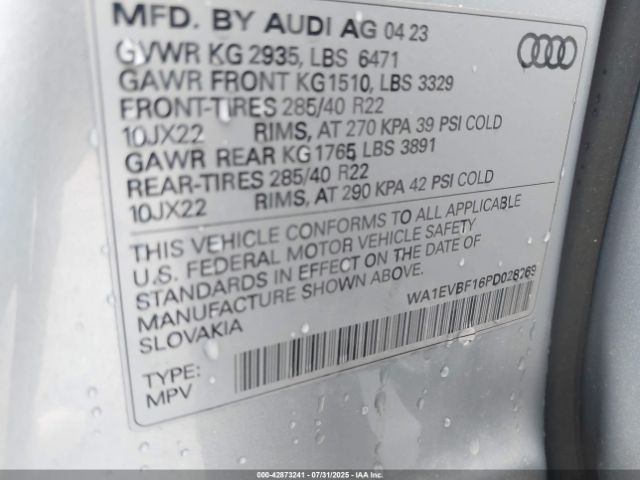 MFD. BY AUDI AG 04 23
GVWR KG 2935, LBS 6471
GAWR FRONT KG1510, LBS 3329
FRONT-TIRES 285/40 R22
10JX22 RIMS, AT 270 KPA 39 PSI COLD
GAWR REAR KG1765 LBS 3891
REAR-TIRES 285/40 R22
10JX22 RIMS, AT 290 KPA 42 PSI COLD
THIS VEHICLE CONFORMS TO ALL APPLICABLE
U.S. FEDERAL MOTOR VEHICLE SAFETY
STANDARDS IN EFFECT ON THE DATE OF
MANUFACTURE SHOWN ABOVE
SLOVAKIA
WA1EVBF16PD028269
TYPE:
MPV
000-42873241 - 07/31/2025 - IAAI.COM